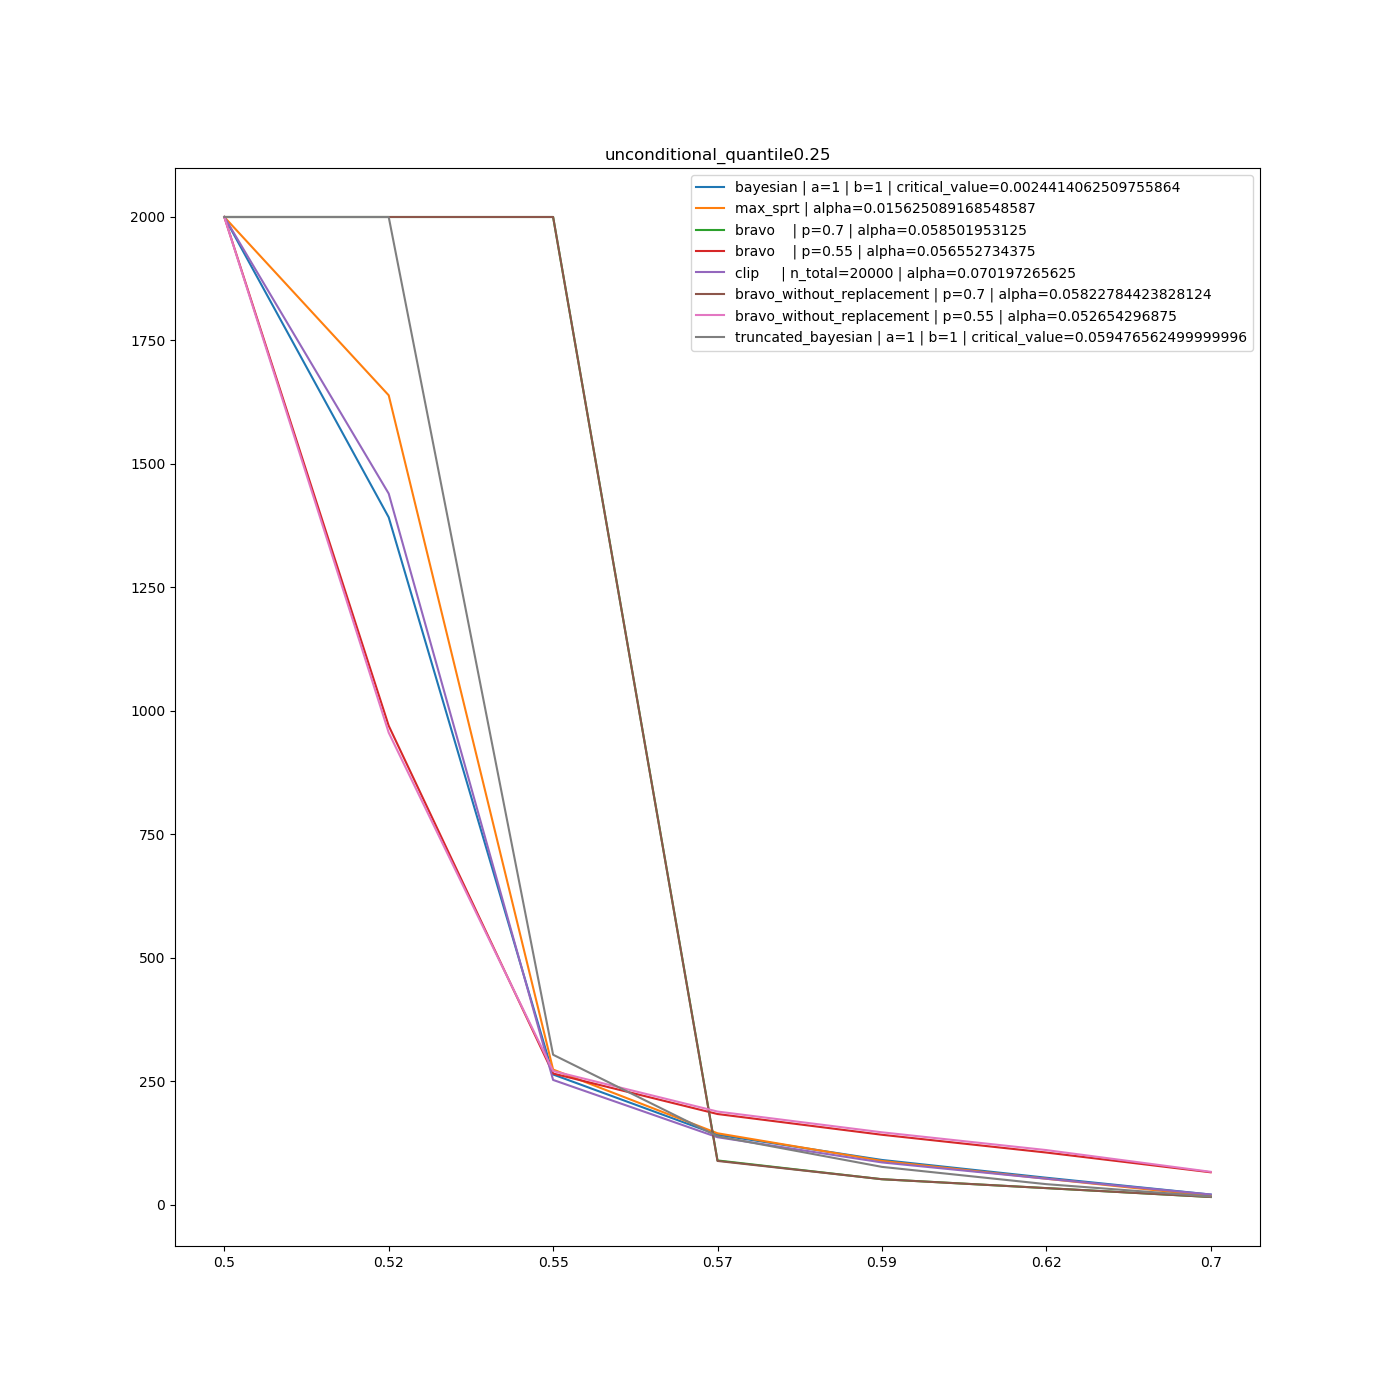 unconditional_quantile0.25
bayesian | a=1 | b=1 | critical_value=0.0024414062509755864
max_sprt | alpha=0.015625089168548587
bravo    | p=0.7 | alpha=0.058501953125
bravo    | p=0.55 | alpha=0.056552734375
clip     | n_total=20000 | alpha=0.070197265625
bravo_without_replacement | p=0.7 | alpha=0.05822784423828124
bravo_without_replacement | p=0.55 | alpha=0.052654296875
truncated_bayesian | a=1 | b=1 | critical_value=0.059476562499999996
2000
1750
1500
1250
1000
750
500
250
0
0.5 0.52 0.55 0.57 0.59 0.62 0.7